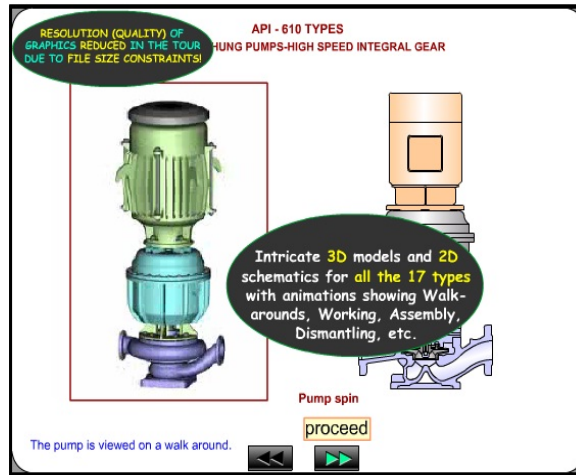 RESOLUTION (QUALITY) OF
GRAPHICS REDUCED IN THE TOUR
DUE TO FILE SIZE CONSTRAINTS!
API - 610 TYPES
HUNG PUMPS-HIGH SPEED INTEGRAL GEAR
Intricate 3D models and 2D
schematics for all the 17 types
with animations showing Walk-
arounds, Working, Assembly,
Dismantling, etc.
Pump spin
proceed
The pump is viewed on a walk around.